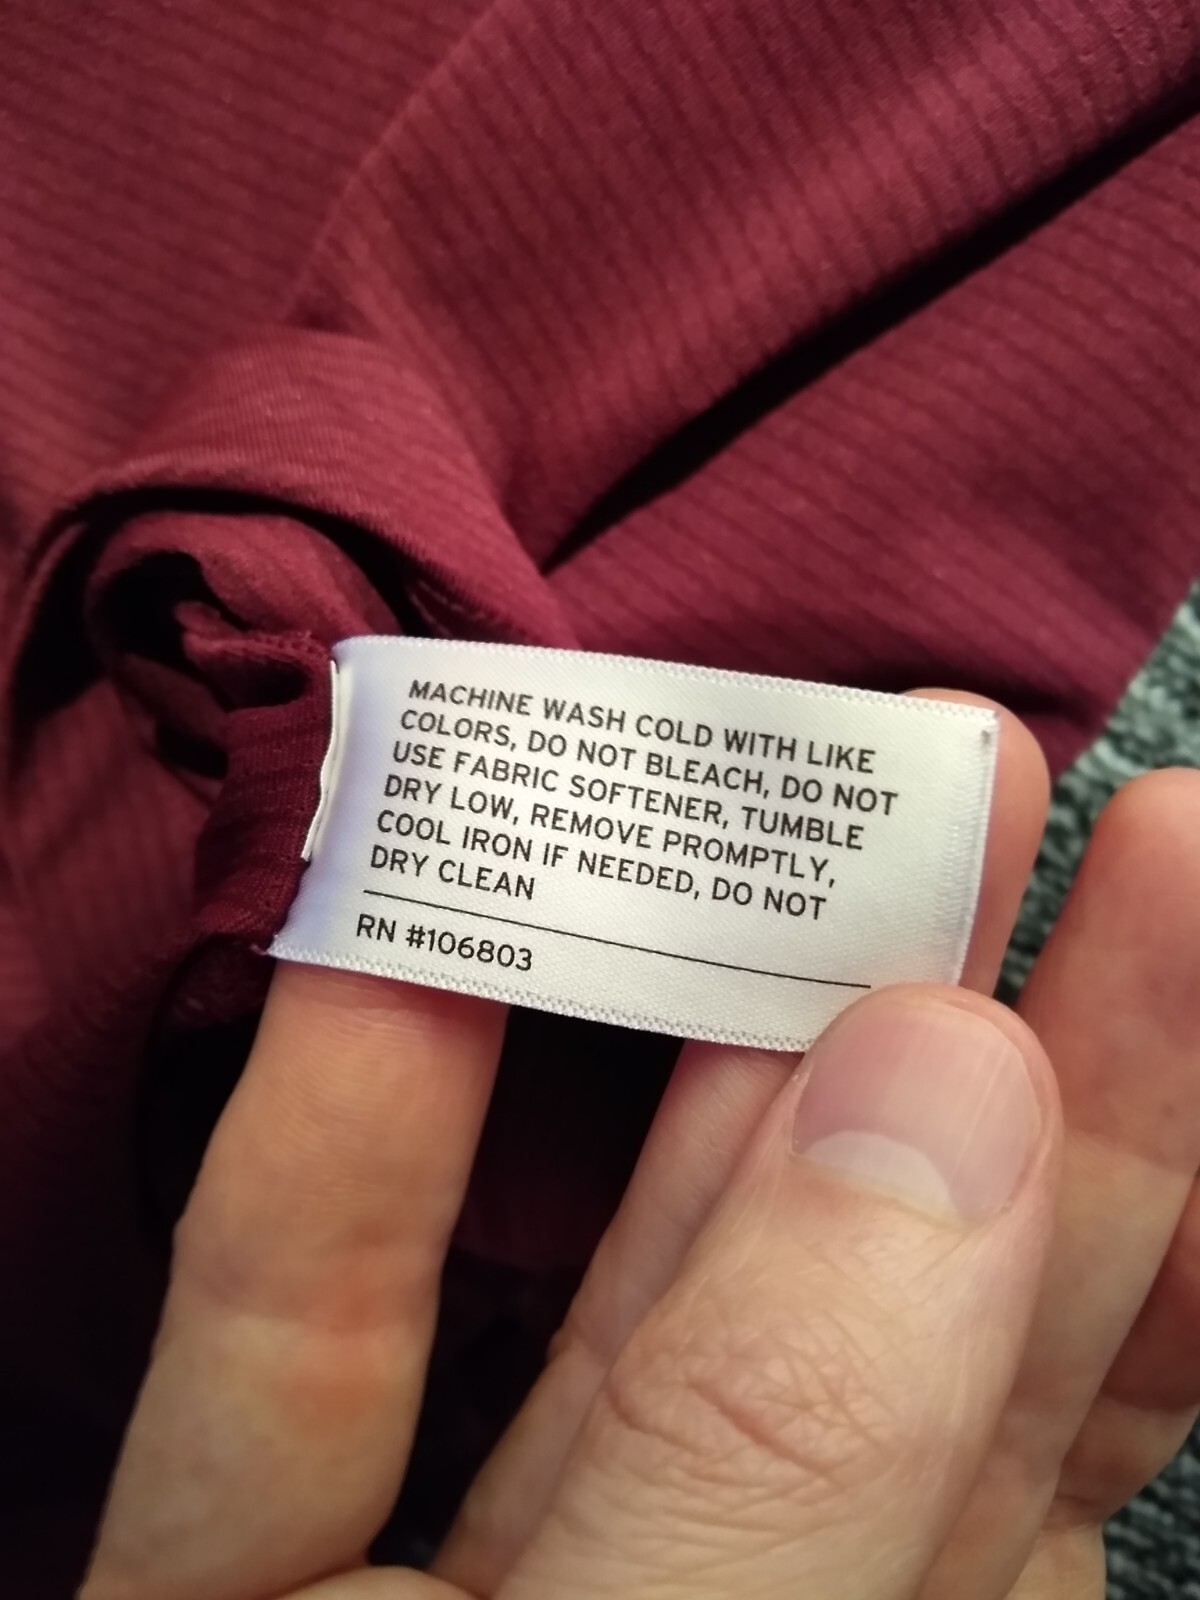 MACHINE WASH COLD WITH LIKE
COLORS, DO NOT BLEACH, DO NOT
USE FABRIC SOFTENER, TUMBLE
DRY LOW, REMOVE PROMPTLY,
COOL IRON IF NEEDED, DO NOT
DRY CLEAN
RN #106803